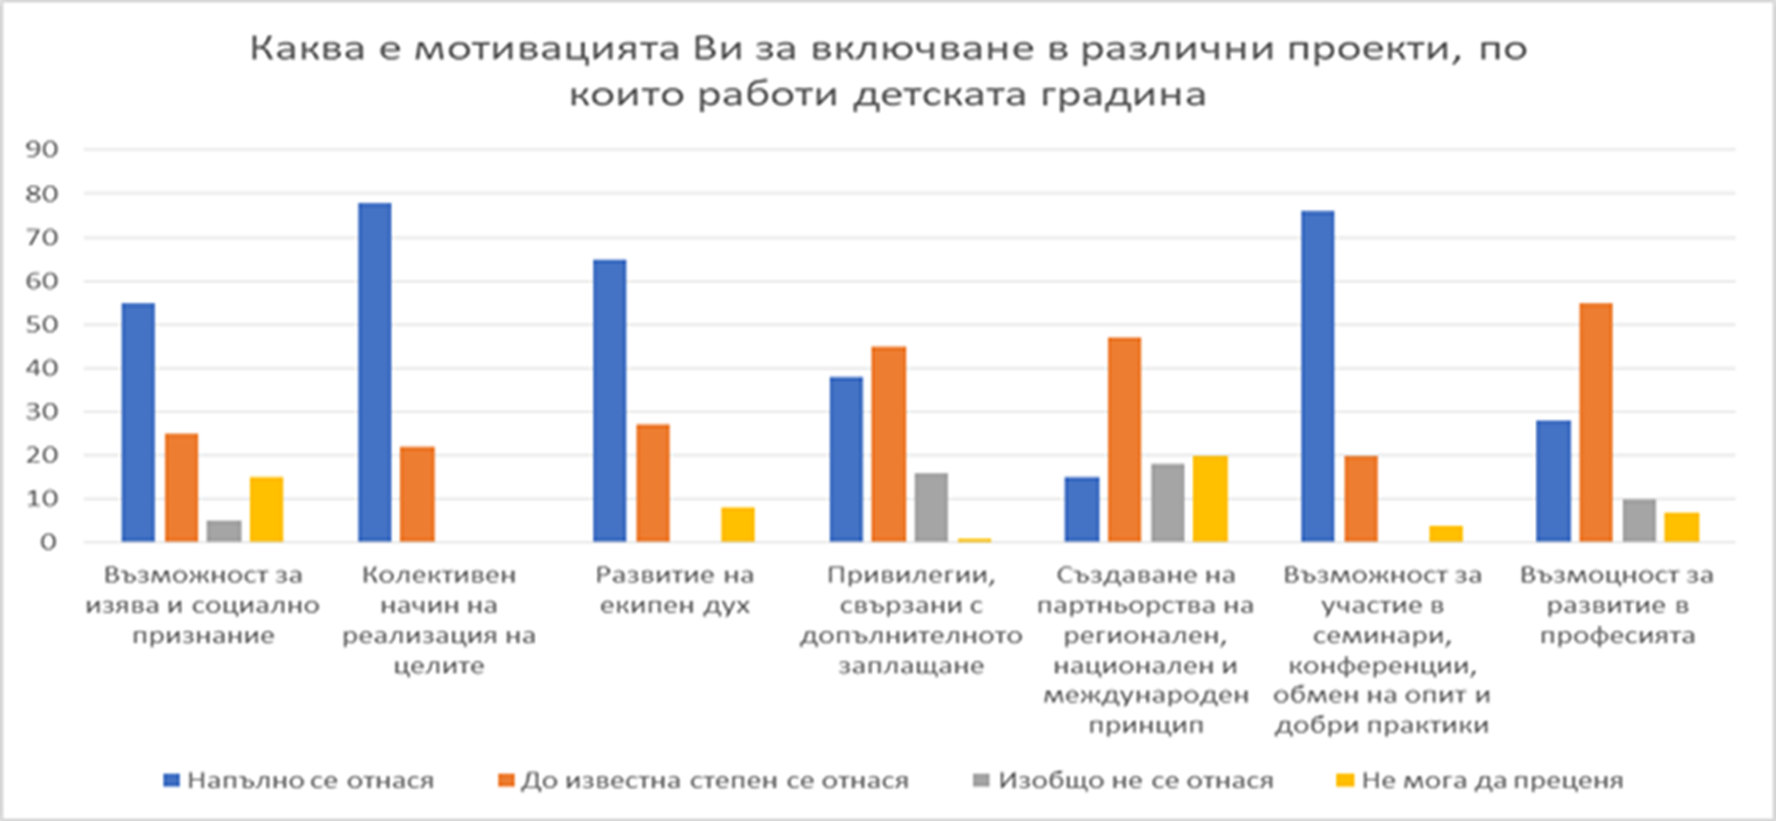 Каква е мотивацията Ви за включване в различни проекти, по
които работи детската градина
90
80
70
60
50
40
30
20
10
0
Възможност за
изява и социално
признание
Колективен
начин на
реализация на
целите
Развитие на
екипен дух
Привилегии,
свързани с
допълнителното
заплащане
Създаване на
партньорства на
регионален,
национален и
международен
принцип
Възможност за
участие в
семинари,
конференции,
обмен на опит и
добри практики
Възмоцност за
развитие в
професията
Напълно се отнася
До известна степен се отнася
Изобщо не се отнася
Не мога да преценя